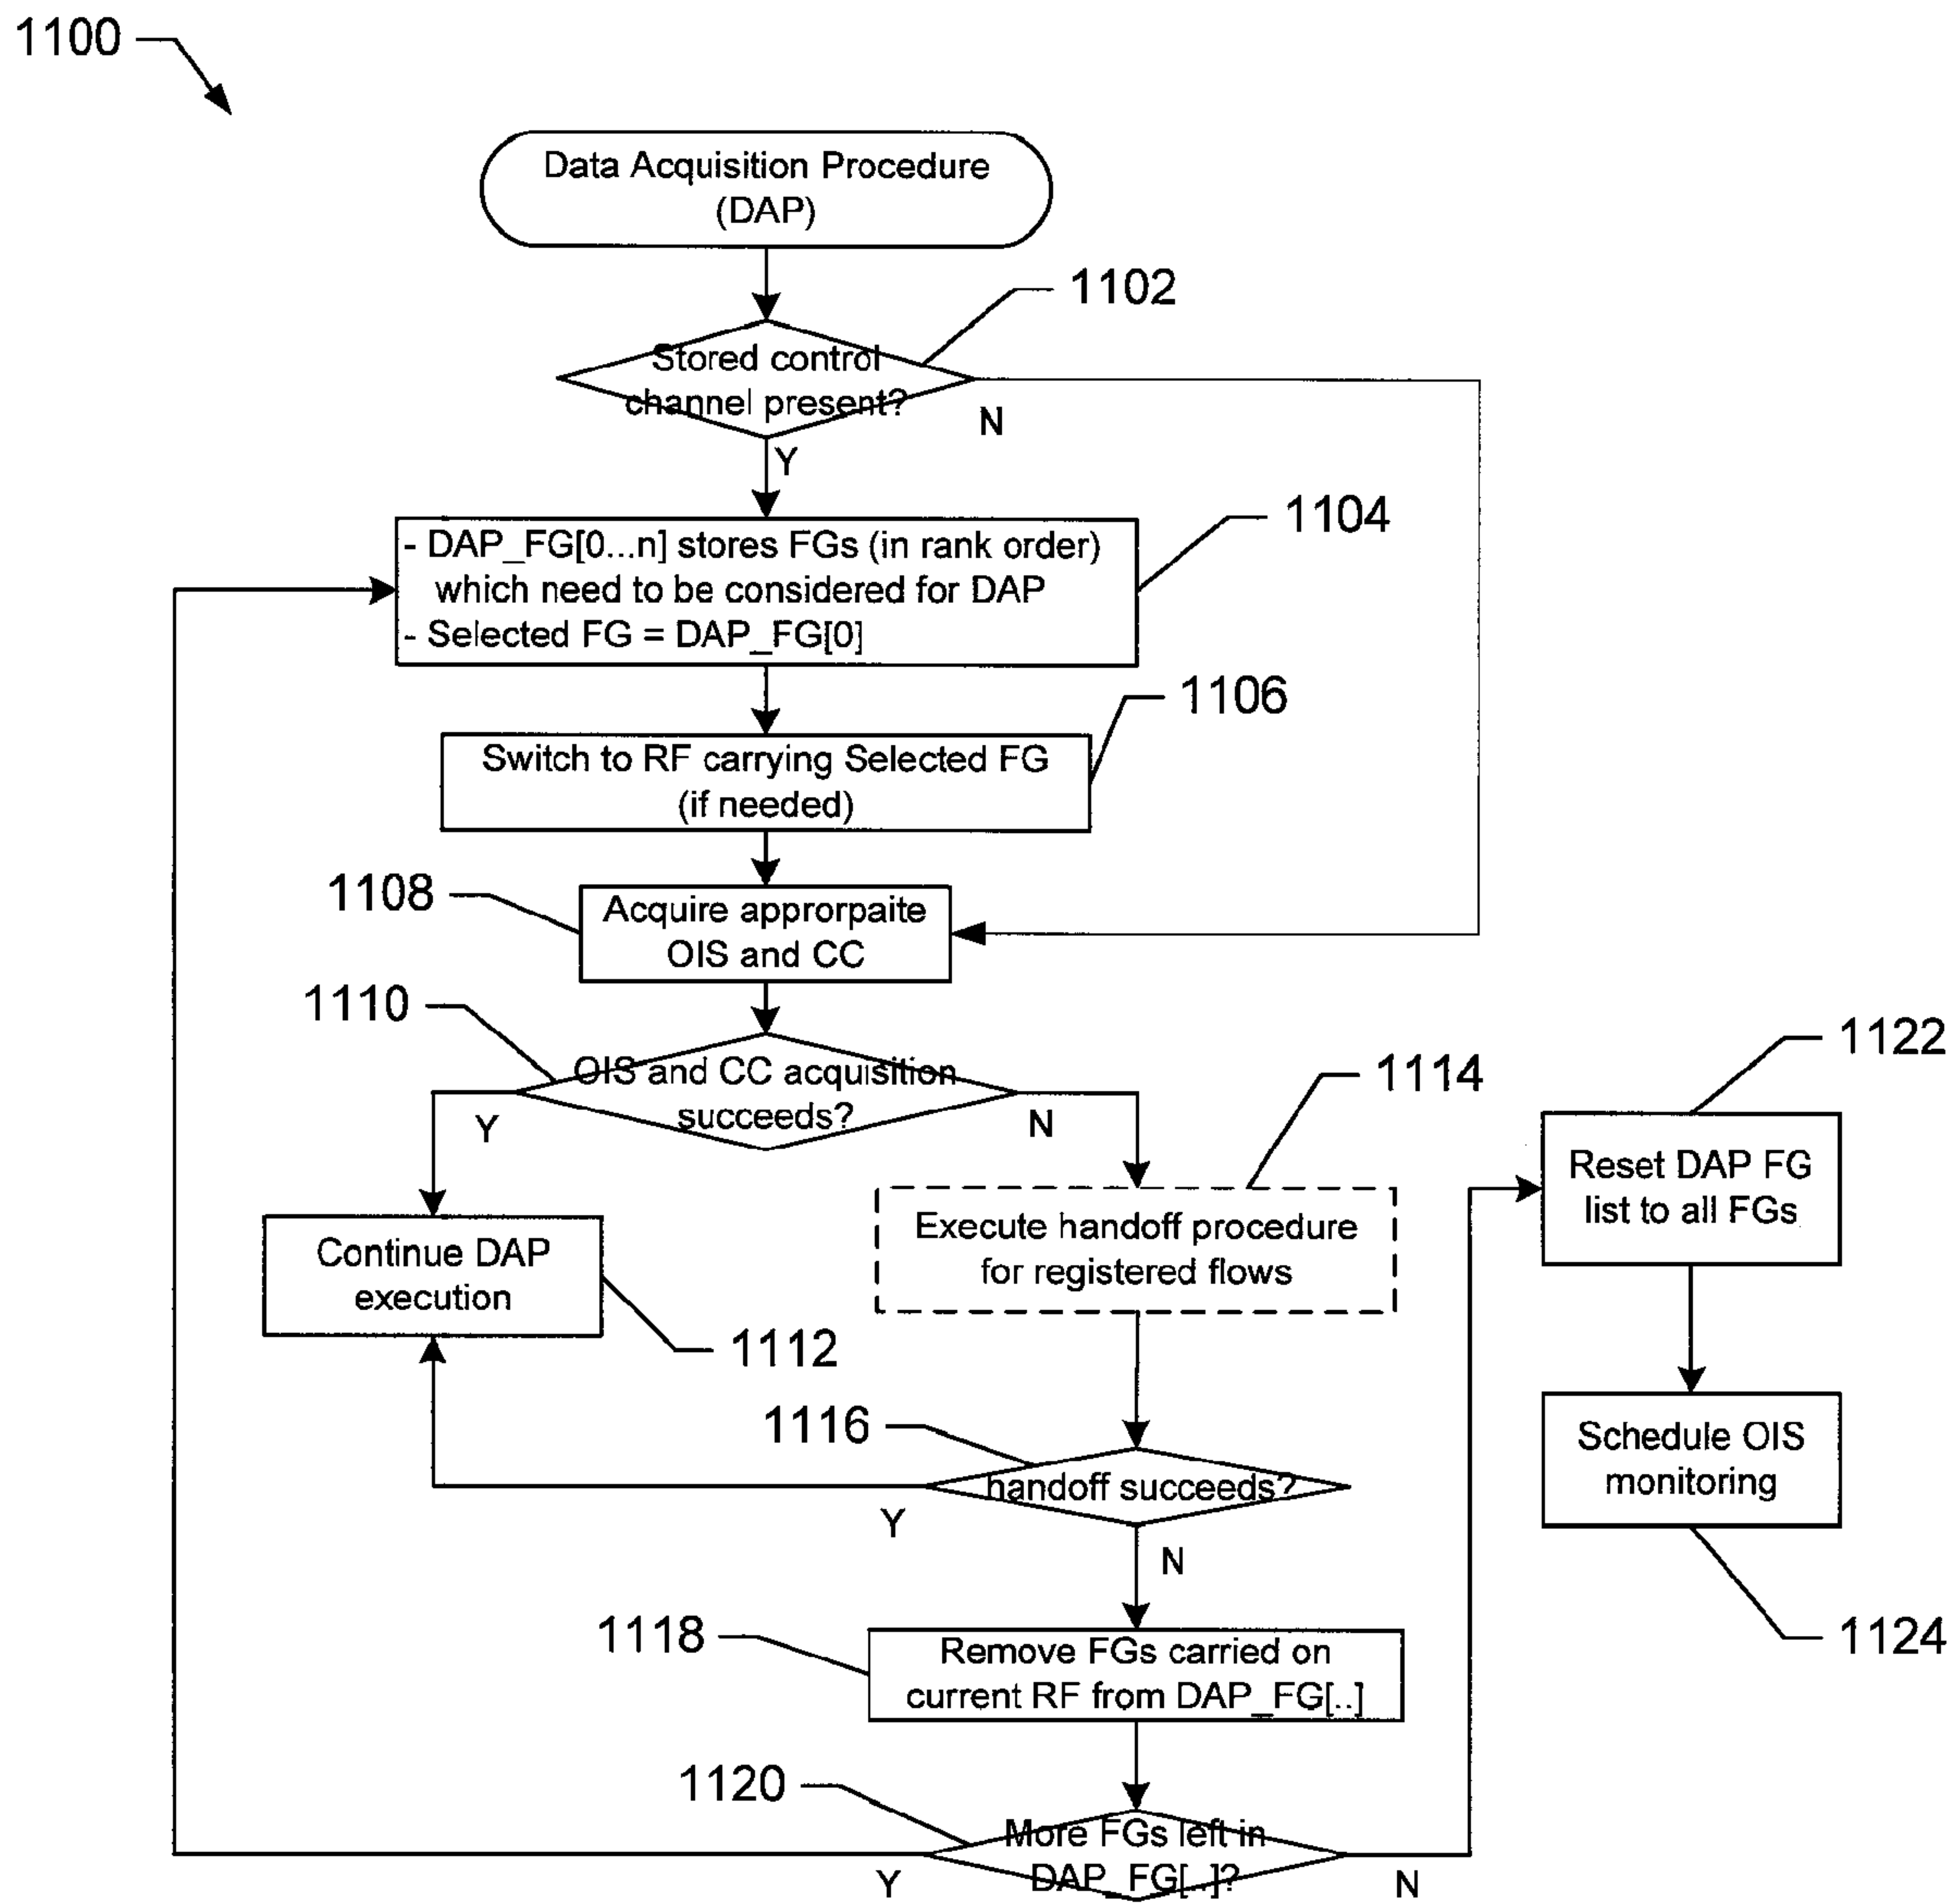 1100
Data Acquisition Procedure
(DAP)
1102
Stored control
channel present?
N
Y
1104
- DAP_FG[0...n] stores FGs (in rank order)
which need to be considered for DAP
- Selected FG = DAP_FG[0]
1106
Switch to RF carrying Selected FG
(if needed)
1108
Acquire approrpaite
OIS and CC
1110
OIS and CC acquisition
succeeds?
Y
N
1114
1122
Reset DAP FG
list to all FGs
Execute handoff procedure
for registered flows
Continue DAP
execution
1112
1116
handoff succeeds?
Y
N
Schedule OIS
monitoring
1124
1118
Remove FGs carried on
current RF from DAP_FG[..]
1120
More FGs left in
DAP_FG[..]?
Y
N